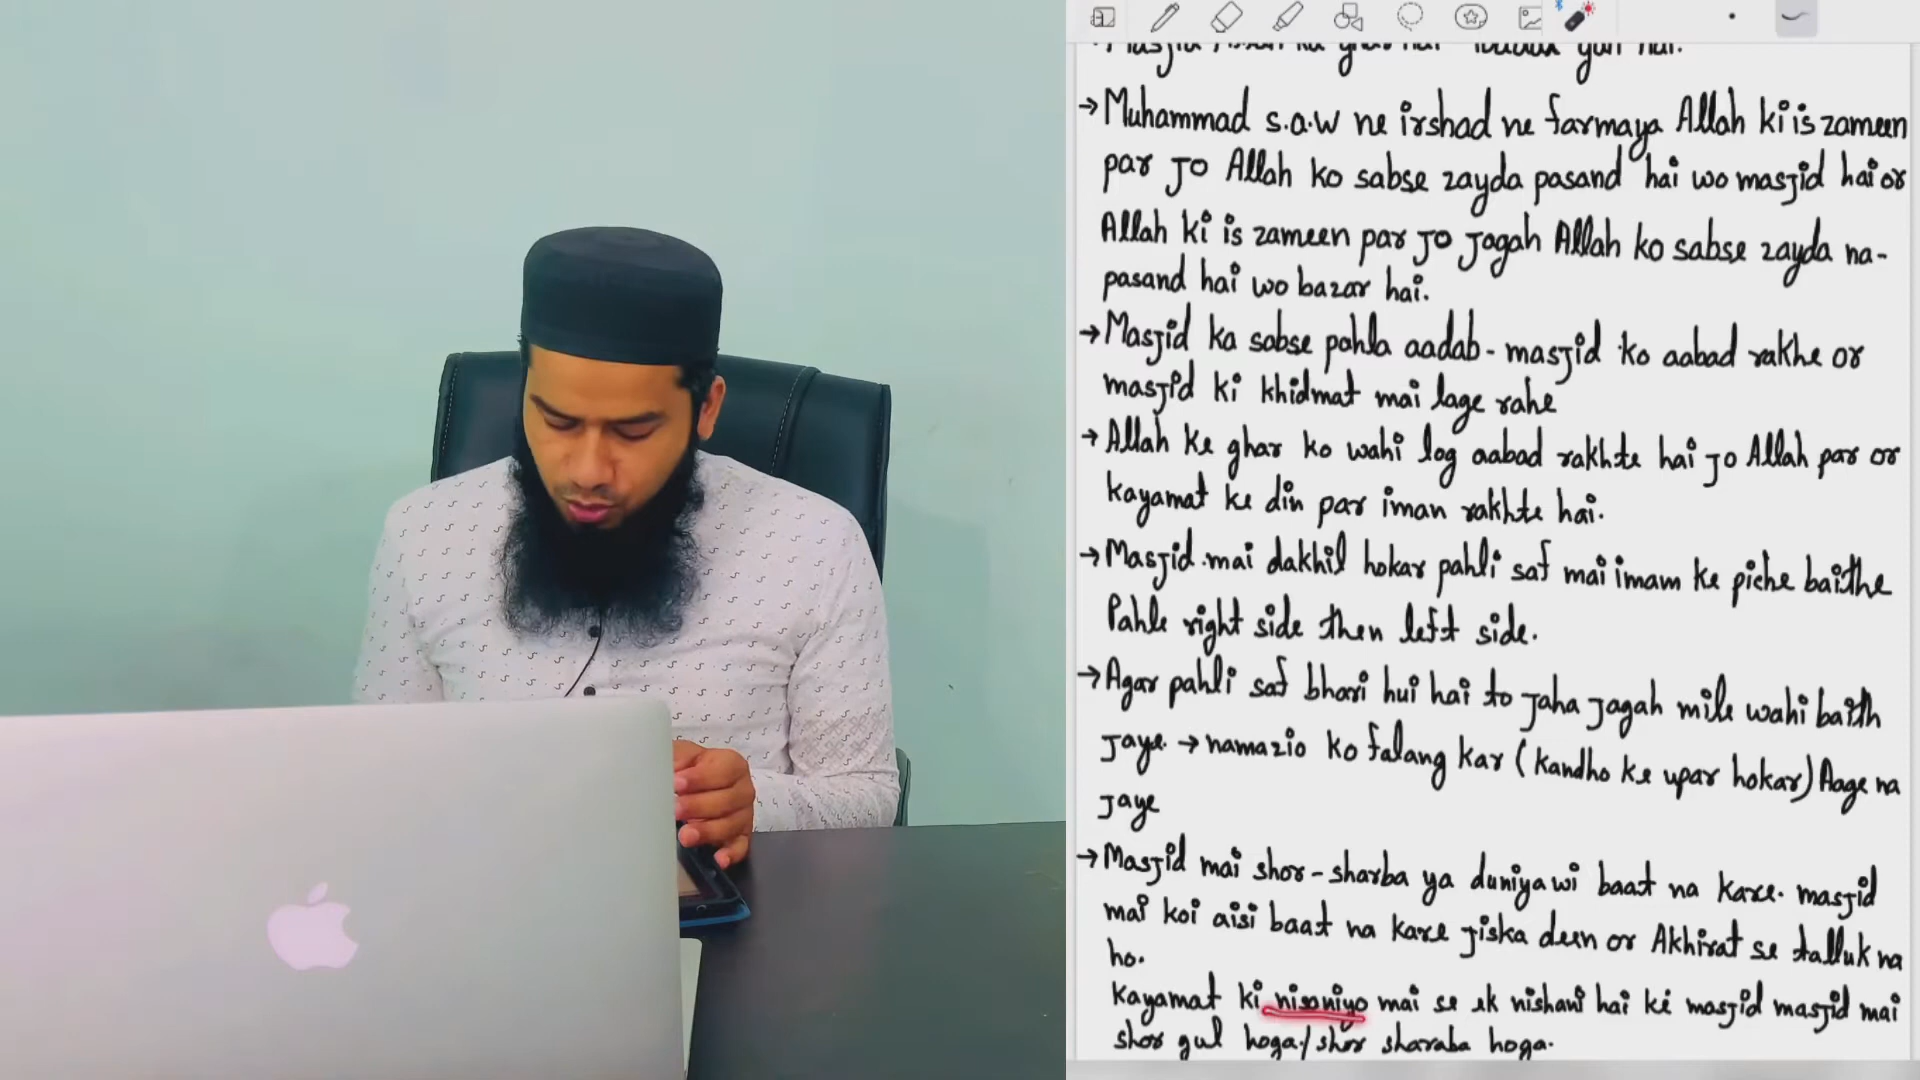 → Muhammad s.a.w ne irshad ne farmaya Allah ki is zameen
par jo Allah ko sabse zayda pasand hai wo masjid hai or
Allah ki is zameen par jo jagah Allah ko sabse zayda na-
pasand hai wo bazar hai.
→ Masjid ka sabse pahla aadab - masjid ko aabad rakhe or
masjid ki khidmat mai lage rahe
→ Allah ke ghar ko wahi log aabad rakhte hai jo Allah par or
kayamat ke din par iman rakhte hai.
→ Masjid mai dakhil hokar pahli saf mai imam ke piche baithe
Pahle right side then left side.
→ Agar pahli saf bhari hui hai to jaha jagah mile wahi baith
jaye. → namazio ko falang kar (kandho ke upar hokar) Aage na
jaye
→ Masjid mai shor-sharba ya duniyawi baat na kare. masjid
mai koi aisi baat na kare jiska deen or Akhirat se talluk na
ho.
kayamat ki nisaniyo mai se ek nishani hai ki masjid masjid mai
shor gul hoga./shor sharaba hoga.